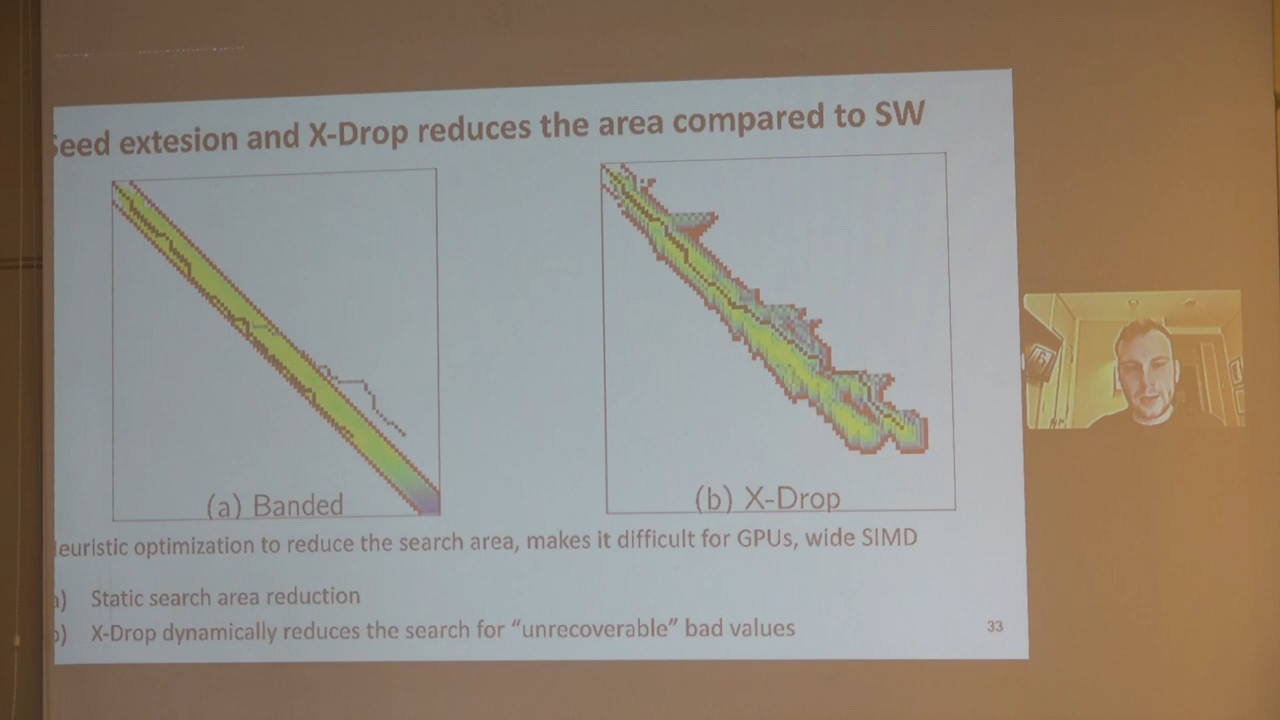 Seed extesion and X-Drop reduces the area compared to SW
(a) Banded
(b) X-Drop
Heuristic optimization to reduce the search area, makes it difficult for GPUs, wide SIMD
a) Static search area reduction
b) X-Drop dynamically reduces the search for “unrecoverable” bad values
33